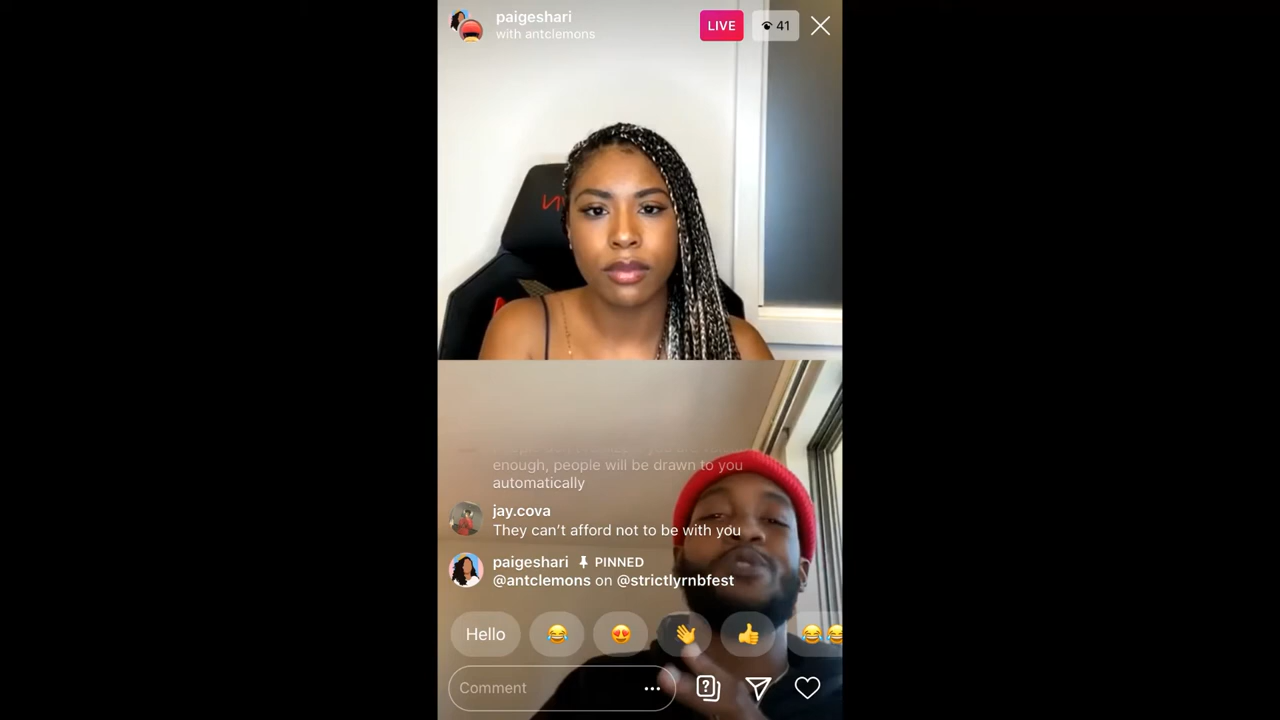 paigeshari
with antclemons
LIVE
41
enough, people will be drawn to you
automatically
jay.cova
They can’t afford not to be with you
paigeshari PINNED
@antclemons on @strictlyrnbfest
Hello
Comment